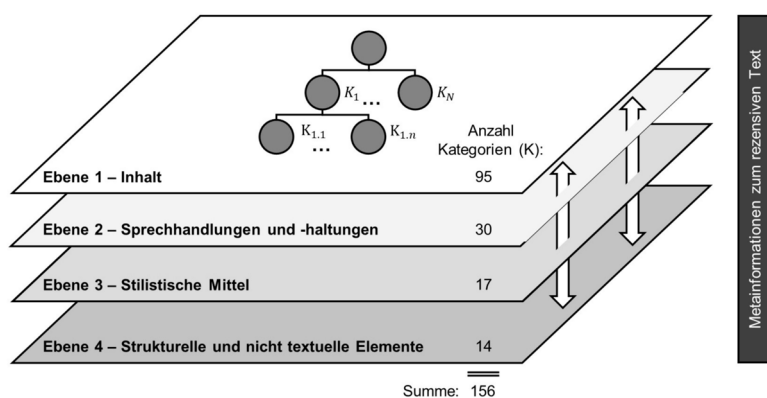 K₁
...
K_N
K₁.₁
...
K₁.ₙ
Anzahl
Kategorien (K):
Ebene 1 – Inhalt 95
Ebene 2 – Sprechhandlungen und -haltungen 30
Ebene 3 – Stilistische Mittel 17
Ebene 4 – Strukturelle und nicht textuelle Elemente 14
Summe: 156
Metainformationen zum rezensiven Text